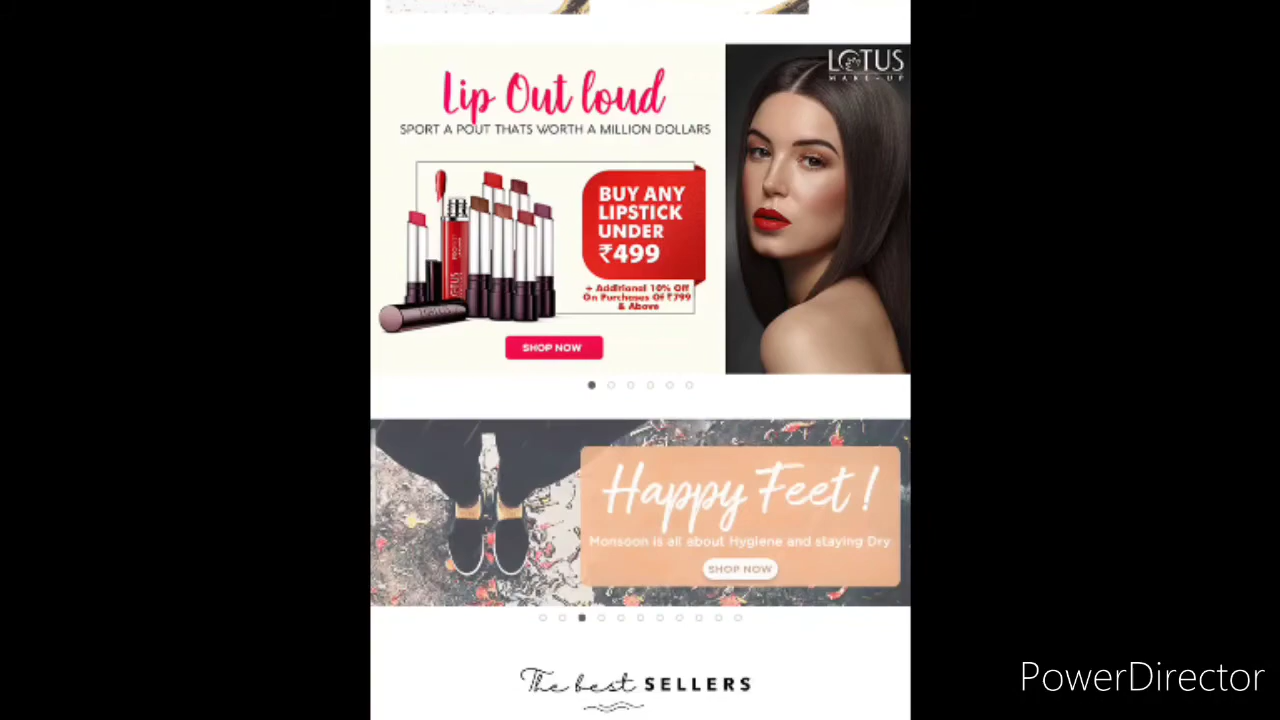 LOTUS
MAKE-UP
Lip Out loud
SPORT A POUT THATS WORTH A MILLION DOLLARS
BUY ANY
LIPSTICK
UNDER
₹499
+ Additional 10% Off
On Purchases Of ₹799
& Above
SHOP NOW
Happy Feet !
Monsoon is all about Hygiene and staying Dry
SHOP NOW
The best SELLERS
PowerDirector